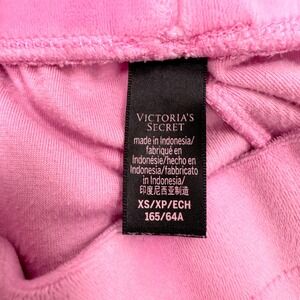 VICTORIA'S
SECRET
made in Indonesia/
fabriqué en
Indonésie/hecho en
Indonesia/fabbricato
in Indonesia/
印度尼西亚制造
XS/XP/ECH
165/64A